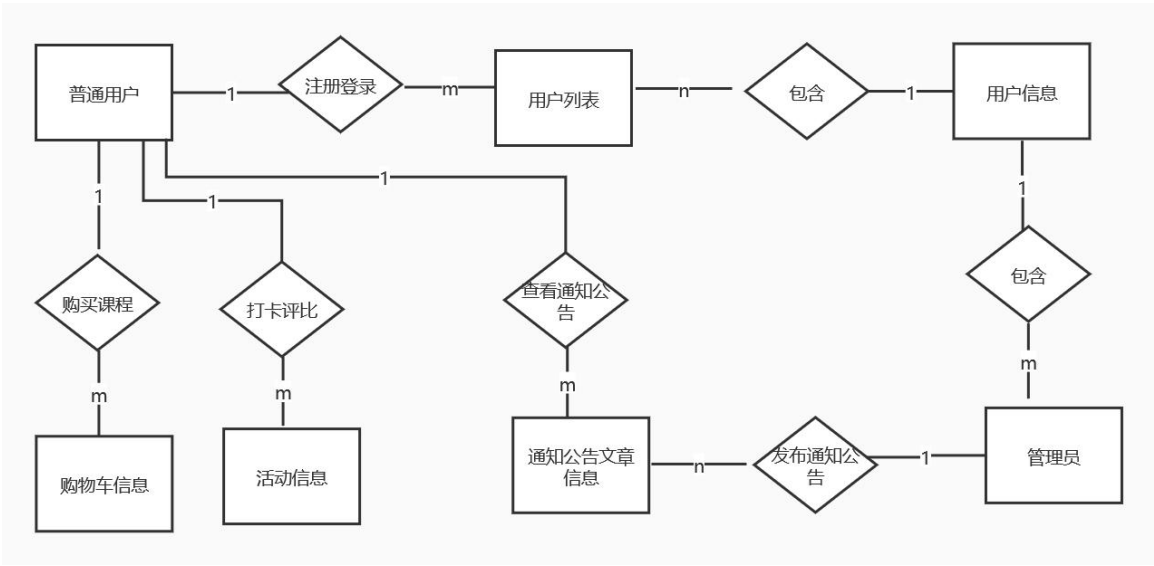 普通用户
1
注册登录
m
用户列表
n
包含
1
用户信息
1
1
1
1
购买课程
打卡评比
查看通知公
告
包含
m
m
m
m
购物车信息
活动信息
通知公告文章
信息
n
发布通知公
告
1
管理员